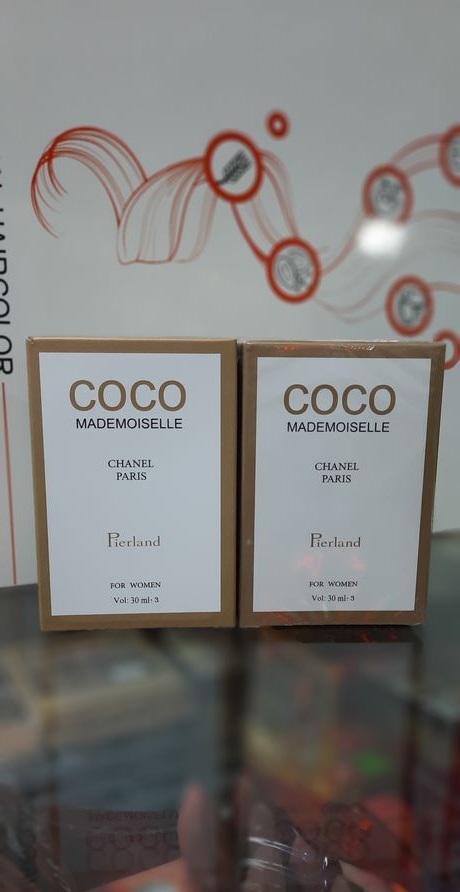 HAIRCOLOR
COCO
MADEMOISELLE
CHANEL
PARIS
Pierland
FOR WOMEN
Vol: 30 ml· 3
COCO
MADEMOISELLE
CHANEL
PARIS
Pierland
FOR WOMEN
Vol: 30 ml· 3